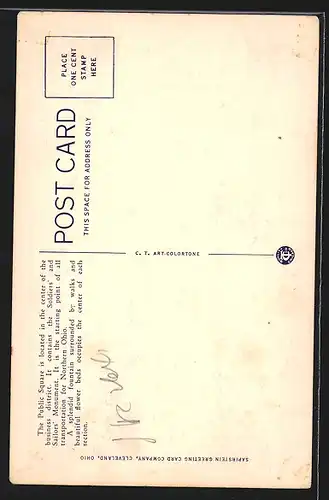 The Public Square is located in the center of the
business district. It contains the Soldiers' and
Sailors' Monument. It is the starting point of all
transportation for Northern Ohio.
A splendid fountain surrounded by walks and
beautiful flower beds occupies the center of each
section.
POST CARD
THIS SPACE FOR ADDRESS ONLY
PLACE
ONE CENT
STAMP
HERE
C. T. ART-COLORTONE
SAPIRSTEIN GREETING CARD COMPANY, CLEVELAND, OHIO